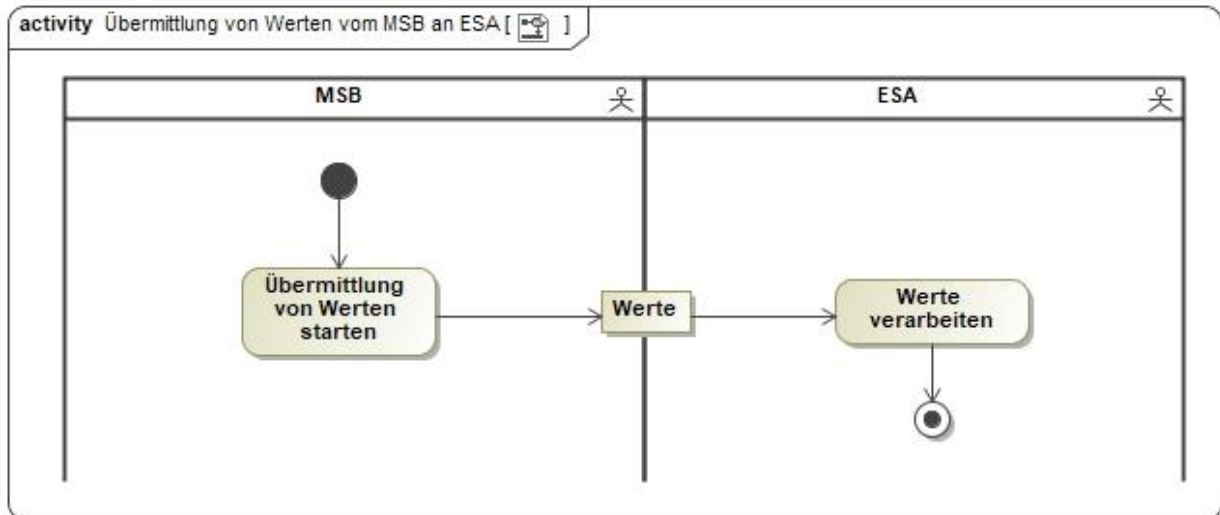 activity Übermittlung von Werten vom MSB an ESA [ ]
MSB
ESA
Übermittlung
von Werten
starten
Werte
Werte
verarbeiten